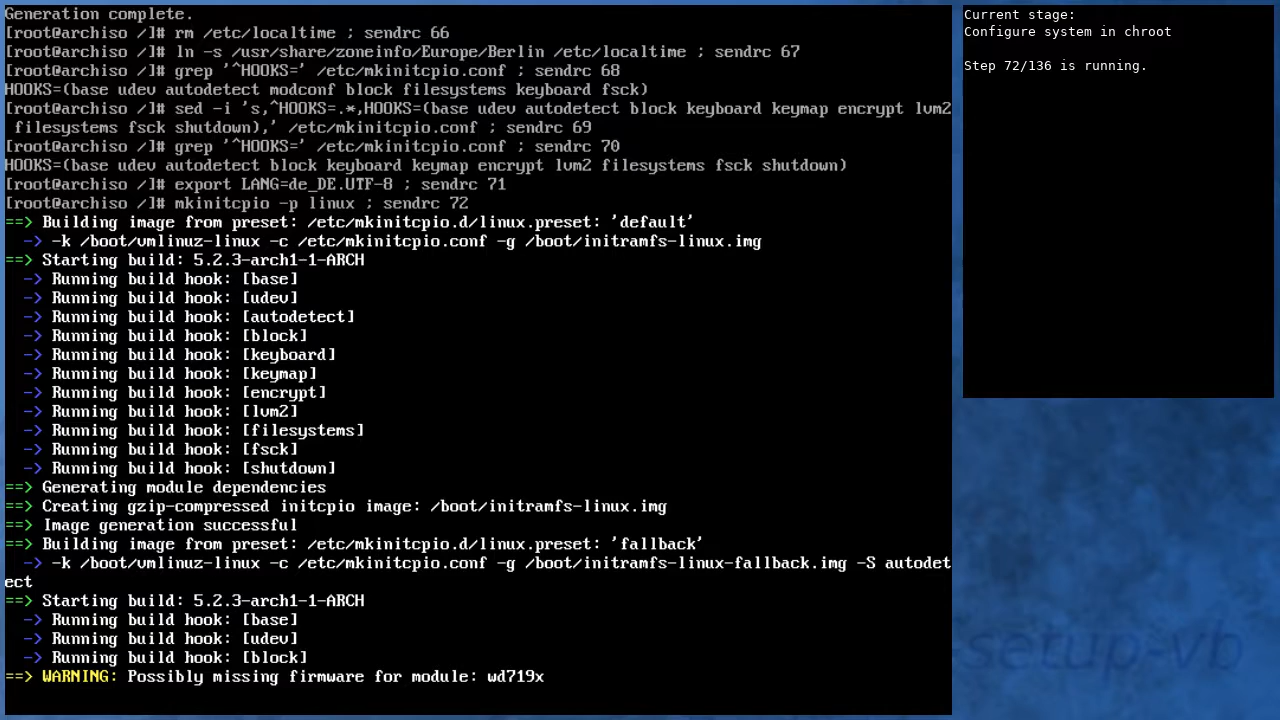 Generation complete.
[root@archiso /]# rm /etc/localtime ; sendrc 66
[root@archiso /]# ln -s /usr/share/zoneinfo/Europe/Berlin /etc/localtime ; sendrc 67
[root@archiso /]# grep '^HOOKS=' /etc/mkinitcpio.conf ; sendrc 68
HOOKS=(base udev autodetect modconf block filesystems keyboard fsck)
[root@archiso /]# sed -i 's,^HOOKS=.*,HOOKS=(base udev autodetect block keyboard keymap encrypt lvm2
 filesystems fsck shutdown),' /etc/mkinitcpio.conf ; sendrc 69
[root@archiso /]# grep '^HOOKS=' /etc/mkinitcpio.conf ; sendrc 70
HOOKS=(base udev autodetect block keyboard keymap encrypt lvm2 filesystems fsck shutdown)
[root@archiso /]# export LANG=de_DE.UTF-8 ; sendrc 71
[root@archiso /]# mkinitcpio -p linux ; sendrc 72
==> Building image from preset: /etc/mkinitcpio.d/linux.preset: 'default'
  -> -k /boot/vmlinuz-linux -c /etc/mkinitcpio.conf -g /boot/initramfs-linux.img
==> Starting build: 5.2.3-arch1-1-ARCH
  -> Running build hook: [base]
  -> Running build hook: [udev]
  -> Running build hook: [autodetect]
  -> Running build hook: [block]
  -> Running build hook: [keyboard]
  -> Running build hook: [keymap]
  -> Running build hook: [encrypt]
  -> Running build hook: [lvm2]
  -> Running build hook: [filesystems]
  -> Running build hook: [fsck]
  -> Running build hook: [shutdown]
==> Generating module dependencies
==> Creating gzip-compressed initcpio image: /boot/initramfs-linux.img
==> Image generation successful
==> Building image from preset: /etc/mkinitcpio.d/linux.preset: 'fallback'
  -> -k /boot/vmlinuz-linux -c /etc/mkinitcpio.conf -g /boot/initramfs-linux-fallback.img -S autodet
ect
==> Starting build: 5.2.3-arch1-1-ARCH
  -> Running build hook: [base]
  -> Running build hook: [udev]
  -> Running build hook: [block]
==> WARNING: Possibly missing firmware for module: wd719x
Current stage:
Configure system in chroot
Step 72/136 is running.
-setup-vb